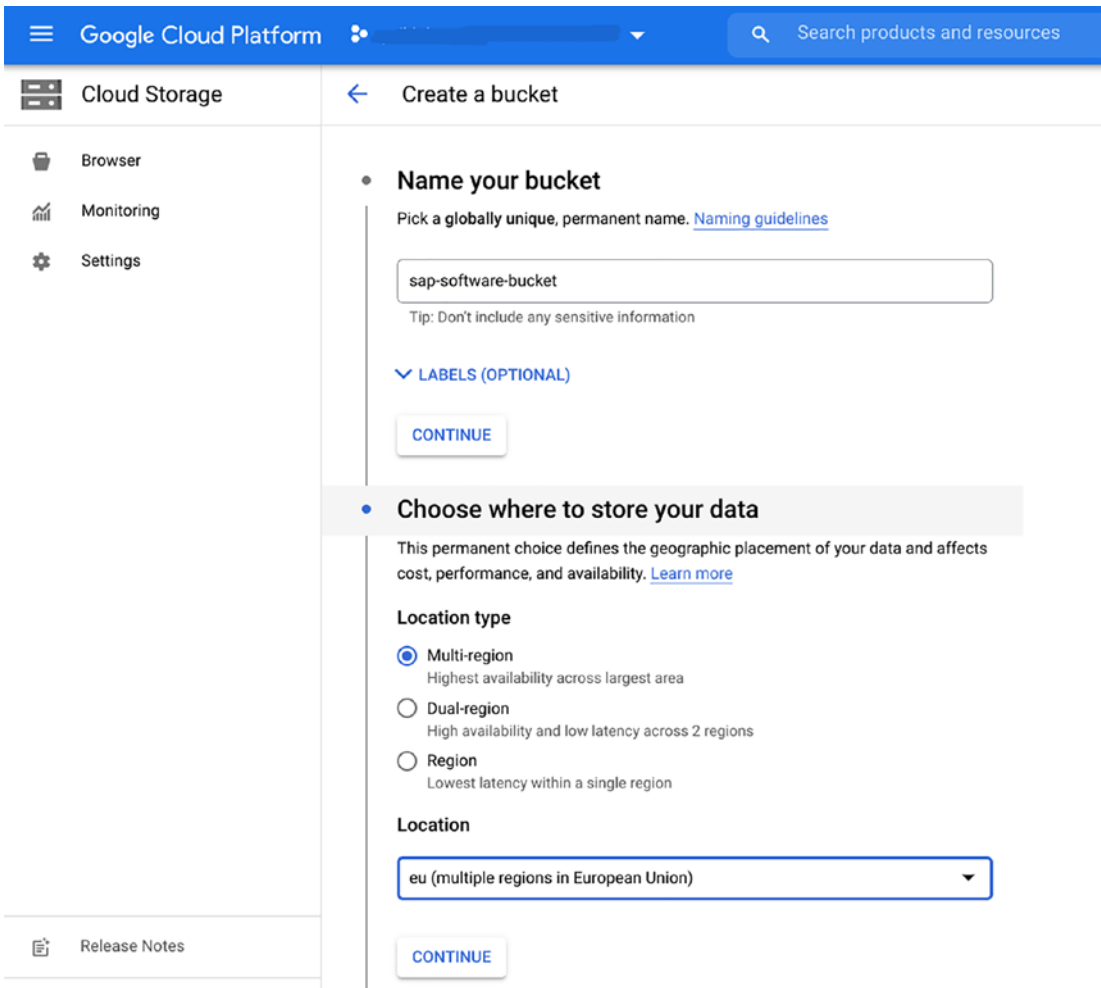 Google Cloud Platform
Search products and resources
Cloud Storage
Create a bucket
Browser
Monitoring
Settings
Name your bucket
Pick a globally unique, permanent name. Naming guidelines
sap-software-bucket
Tip: Don't include any sensitive information
LABELS (OPTIONAL)
CONTINUE
Choose where to store your data
This permanent choice defines the geographic placement of your data and affects
cost, performance, and availability. Learn more
Location type
Multi-region
Highest availability across largest area
Dual-region
High availability and low latency across 2 regions
Region
Lowest latency within a single region
Location
eu (multiple regions in European Union)
Release Notes
CONTINUE